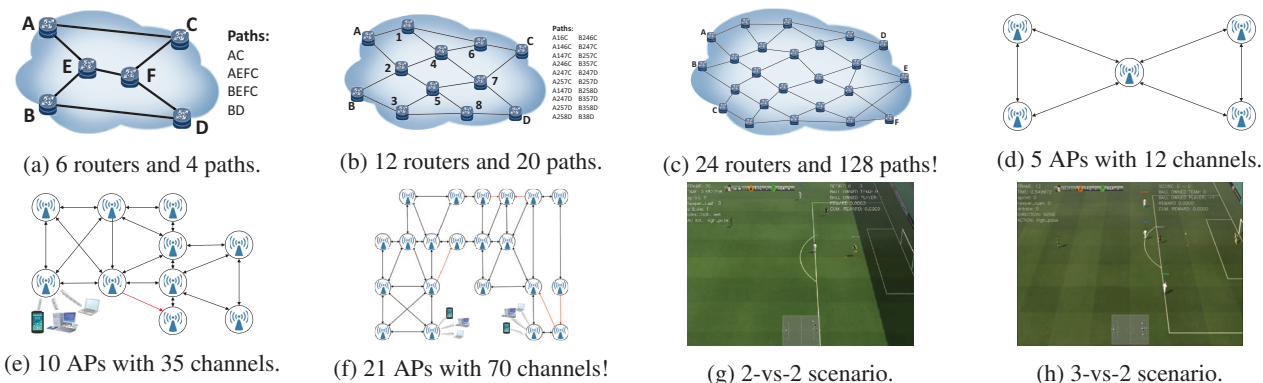 A
C
E
F
B
D
Paths:
AC
AEFC
BEFC
BD
(a) 6 routers and 4 paths.
A
1
C
2
4
6
7
B
3
5
8
D
Paths:
A16C B246C
A146C B247C
A147C B257C
A246C B357C
A247C B247D
A257C B257D
A147D B258D
A247D B357D
A257D B358D
A258D B38D
(b) 12 routers and 20 paths.
A
D
B
E
C
F
(c) 24 routers and 128 paths!
(d) 5 APs with 12 channels.
(e) 10 APs with 35 channels.
(f) 21 APs with 70 channels!
(g) 2-vs-2 scenario.
(h) 3-vs-2 scenario.